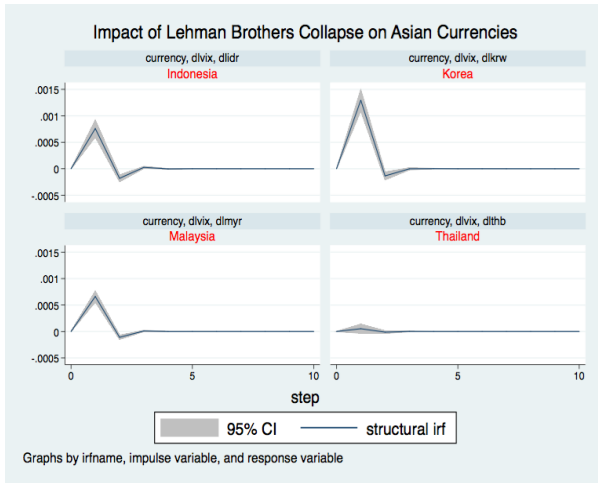 Impact of Lehman Brothers Collapse on Asian Currencies
currency, dlvix, dlidr
Indonesia
currency, dlvix, dlkrw
Korea
.0015
.001
.0005
0
-.0005
currency, dlvix, dlmyr
Malaysia
currency, dlvix, dlthb
Thailand
.0015
.001
.0005
0
-.0005
0 5 10
0 5 10
step
95% CI structural irf
Graphs by irfname, impulse variable, and response variable